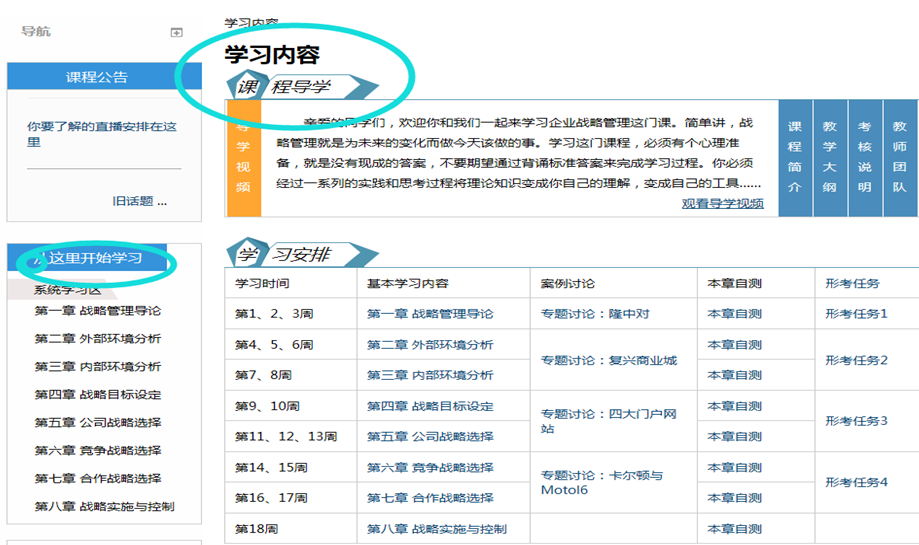 导航
课程公告
你要了解的直播安排在这
里
旧话题 ...
从这里开始学习
系统学习区
第一章 战略管理导论
第二章 外部环境分析
第三章 内部环境分析
第四章 战略目标设定
第五章 公司战略选择
第六章 竞争战略选择
第七章 合作战略选择
第八章 战略实施与控制
学习内容
学习内容
课程导学
导学视频
亲爱的同学们，欢迎你和我们一起来学习企业战略管理这门课。简单讲，战
略管理就是为未来的变化而做今天该做的事。学习这门课程，必须有个心理准
备，就是没有现成的答案，不要期望通过背诵标准答案来完成学习过程。你必须
经过一系列的实践和思考过程将理论知识变成你自己的理解，变成自己的工具......
观看导学视频
课程简介
教学大纲
考核说明
教师团队
学习安排
学习时间 基本学习内容 案例讨论 本章自测 形考任务
第1、2、3周 第一章 战略管理导论 专题讨论：隆中对 本章自测 形考任务1
第4、5、6周 第二章 外部环境分析 本章自测
专题讨论：复兴商业城 形考任务2
第7、8周 第三章 内部环境分析 本章自测
第9、10周 第四章 战略目标设定 本章自测
专题讨论：四大门户网
站 形考任务3
第11、12、13周 第五章 公司战略选择 本章自测
第14、15周 第六章 竞争战略选择 本章自测
专题讨论：卡尔顿与
Motol6 形考任务4
第16、17周 第七章 合作战略选择 本章自测
第18周 第八章 战略实施与控制 本章自测